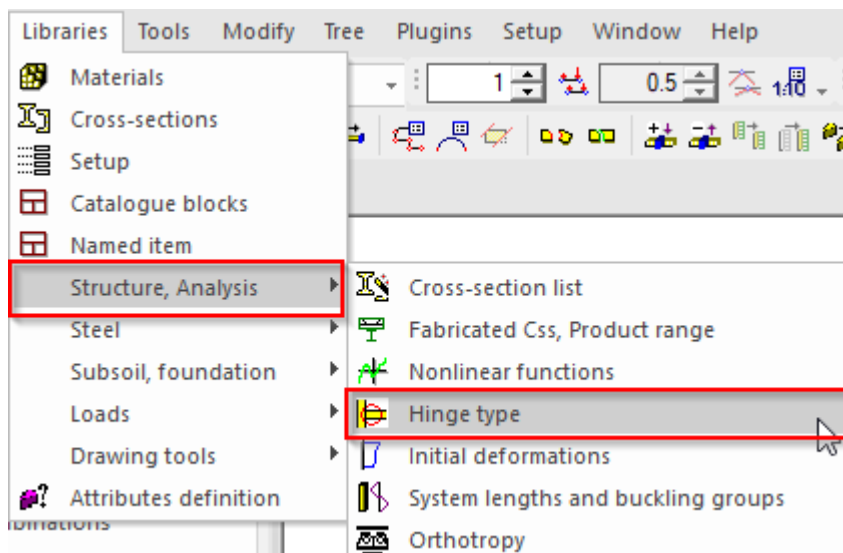 Libraries Tools Modify Tree Plugins Setup Window Help
Materials
1 0.5 1:10
Cross-sections
Setup
Catalogue blocks
Named item
Structure, Analysis
Cross-section list
Steel
Fabricated Css, Product range
Subsoil, foundation
Nonlinear functions
Loads
Hinge type
Drawing tools
Initial deformations
Attributes definition
System lengths and buckling groups
Orthotropy